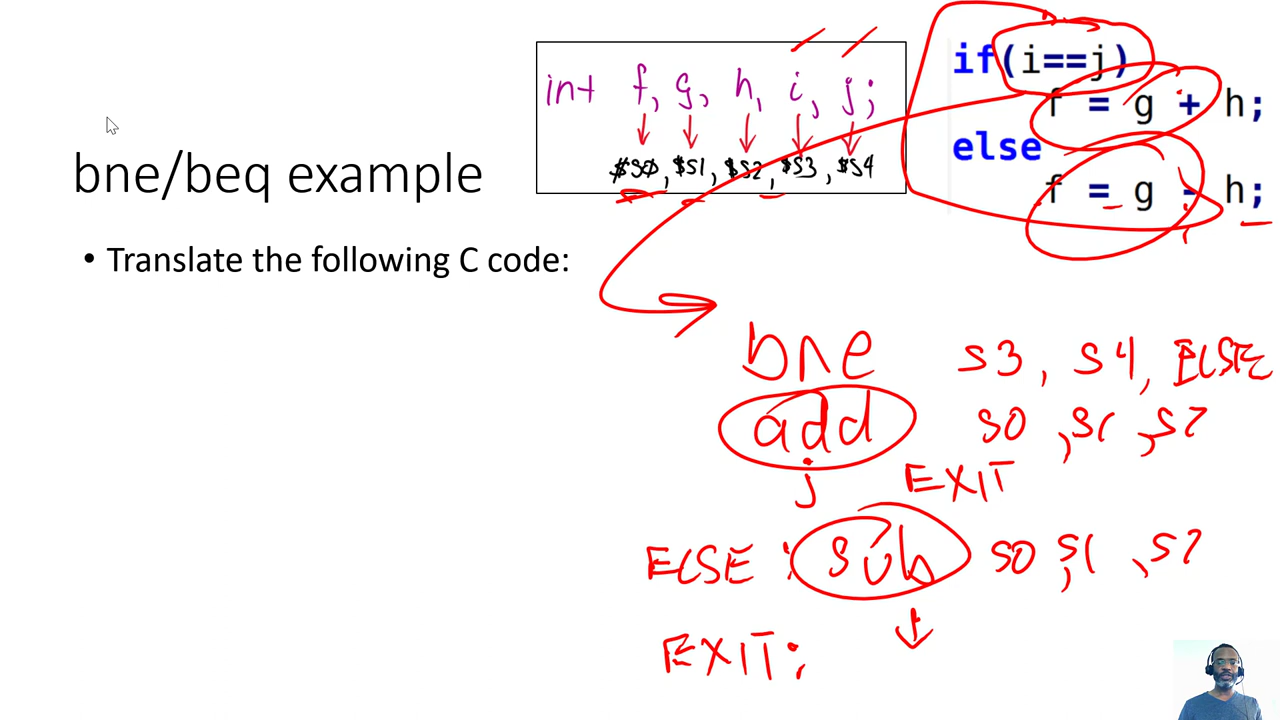 bne/beq example
• Translate the following C code:
int f, g, h, i, j;
$S0, $S1, $S2, $S3, $S4
if(i==j)
f = g + h;
else
f = g - h;
bne S3, S4, ELSE
add S0, S1, S2
j EXIT
ELSE: sub S0, S1, S2
EXIT: